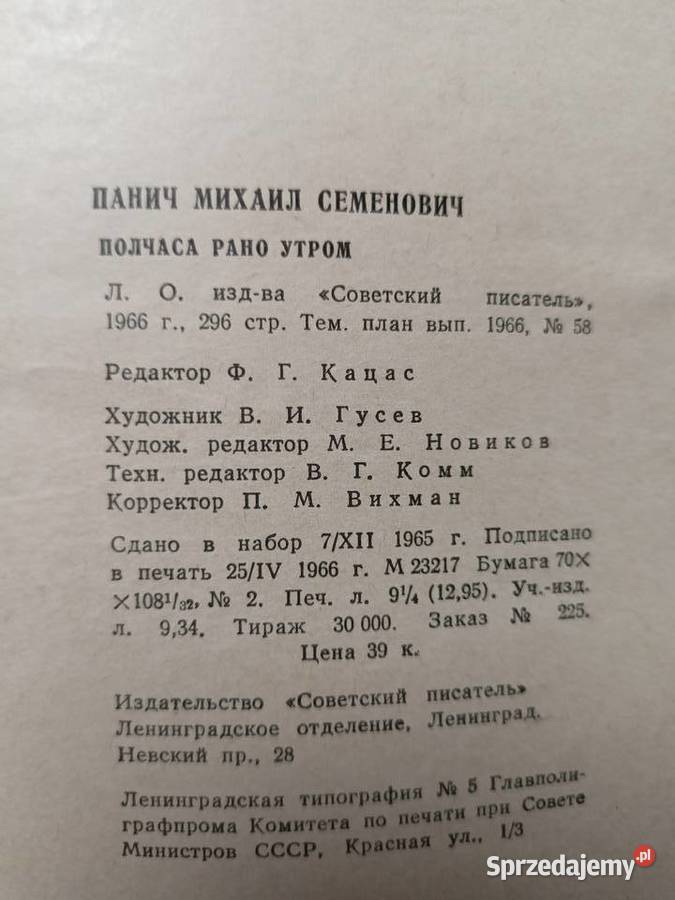 ПАНИЧ МИХАИЛ СЕМЕНОВИЧ
ПОЛЧАСА РАНО УТРОМ
Л. О. изд-ва «Советский писатель»,
1966 г., 296 стр. Тем. план вып. 1966, № 58
Редактор Ф. Г. Кацас
Художник В. И. Гусев
Худож. редактор М. Е. Новиков
Техн. редактор В. Г. Комм
Корректор П. М. Вихман
Сдано в набор 7/XII 1965 г. Подписано
в печать 25/IV 1966 г. М 23217 Бумага 70×
×108¹/₃₂, № 2. Печ. л. 9¹/₄ (12,95). Уч.-изд.
л. 9,34. Тираж 30 000. Заказ № 225.
Цена 39 к.
Издательство «Советский писатель»
Ленинградское отделение, Ленинград.
Невский пр., 28
Ленинградская типография № 5 Главполи-
графпрома Комитета по печати при Совете
Министров СССР, Красная ул., 1/3
Sprzedajemy.pl